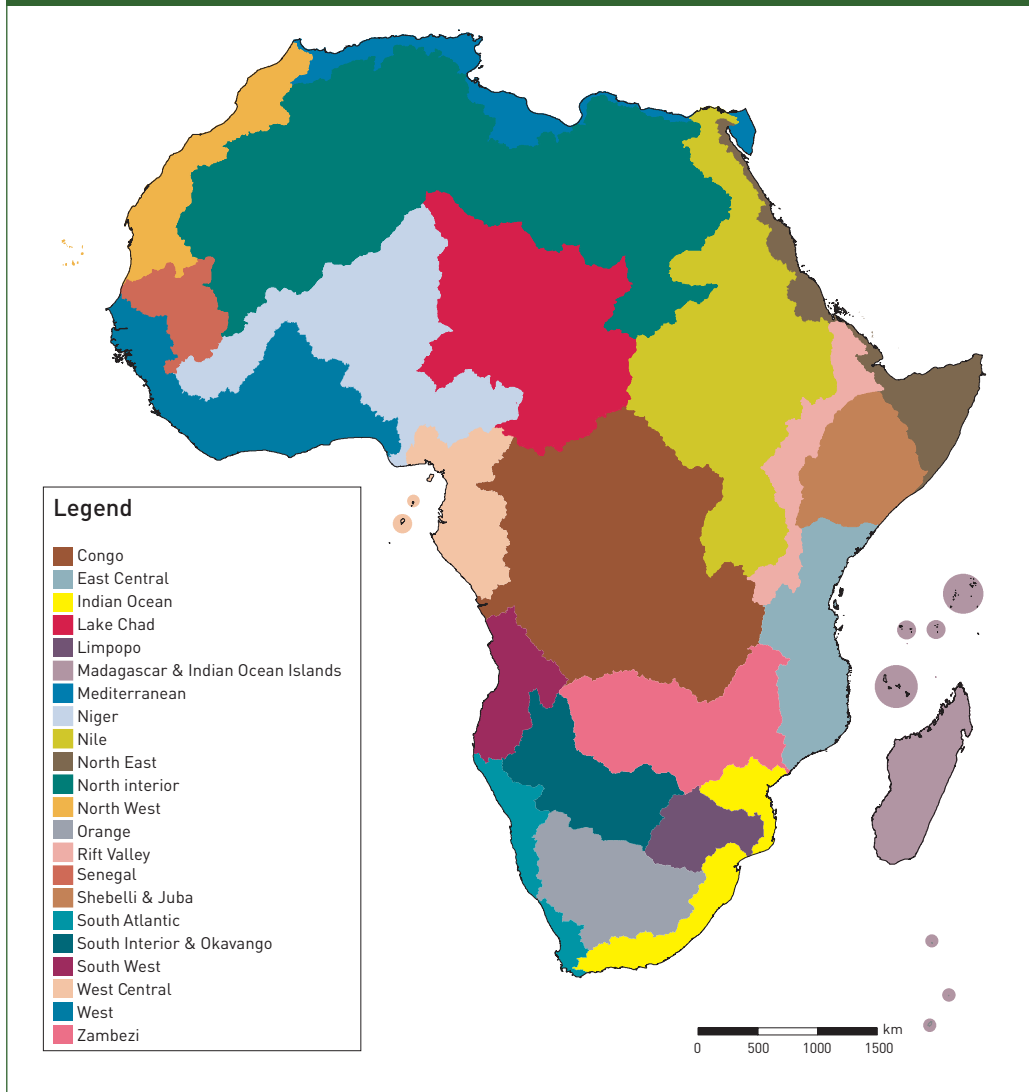 Legend
Congo
East Central
Indian Ocean
Lake Chad
Limpopo
Madagascar & Indian Ocean Islands
Mediterranean
Niger
Nile
North East
North interior
North West
Orange
Rift Valley
Senegal
Shebelli & Juba
South Atlantic
South Interior & Okavango
South West
West Central
West
Zambezi
km
0 500 1000 1500